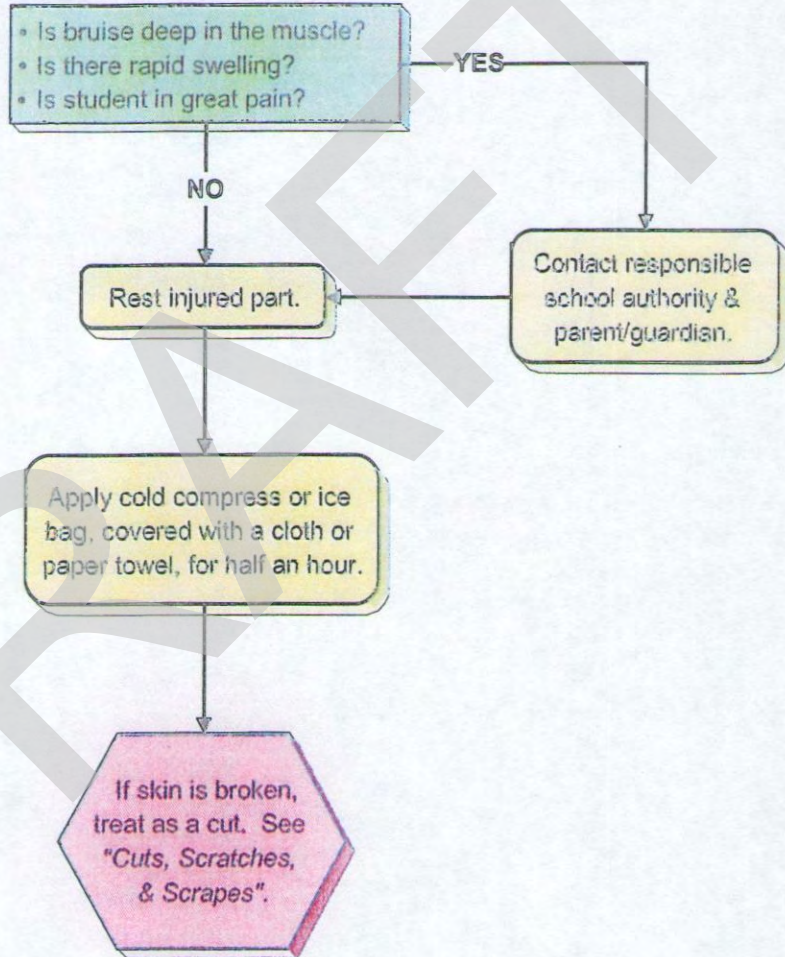 • Is bruise deep in the muscle?
• Is there rapid swelling?
• Is student in great pain?
YES
NO
Rest injured part.
Contact responsible
school authority &
parent/guardian.
Apply cold compress or ice
bag, covered with a cloth or
paper towel, for half an hour.
If skin is broken,
treat as a cut. See
"Cuts, Scratches,
& Scrapes".
RAFT